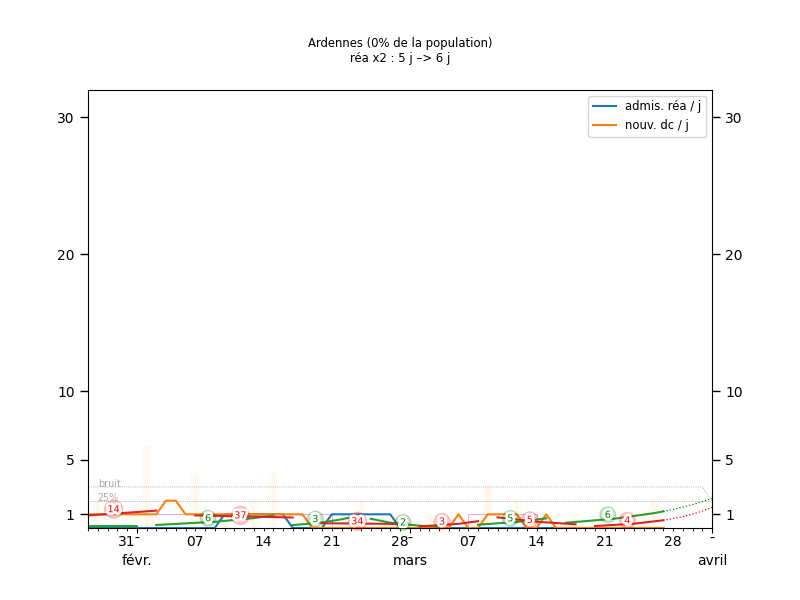 Ardennes (0% de la population)
réa x2 : 5 j –> 6 j
admis. réa / j
nouv. dc / j
30 30
20 20
10 10
5 5
1 1
bruit
25%
14 6 37 3 34 2 3 5 5 6 4
31 07 14 21 28 07 14 21 28
févr. mars avril